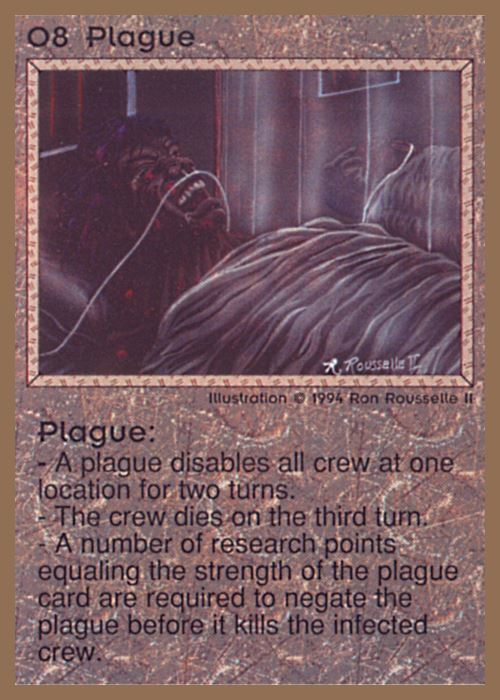 O8 Plague
R. Rousselle II
Illustration © 1994 Ron Rousselle II
Plague:
- A plague disables all crew at one
location for two turns.
- The crew dies on the third turn.
- A number of research points
equaling the strength of the plague
card are required to negate the
plague before it kills the infected
crew.